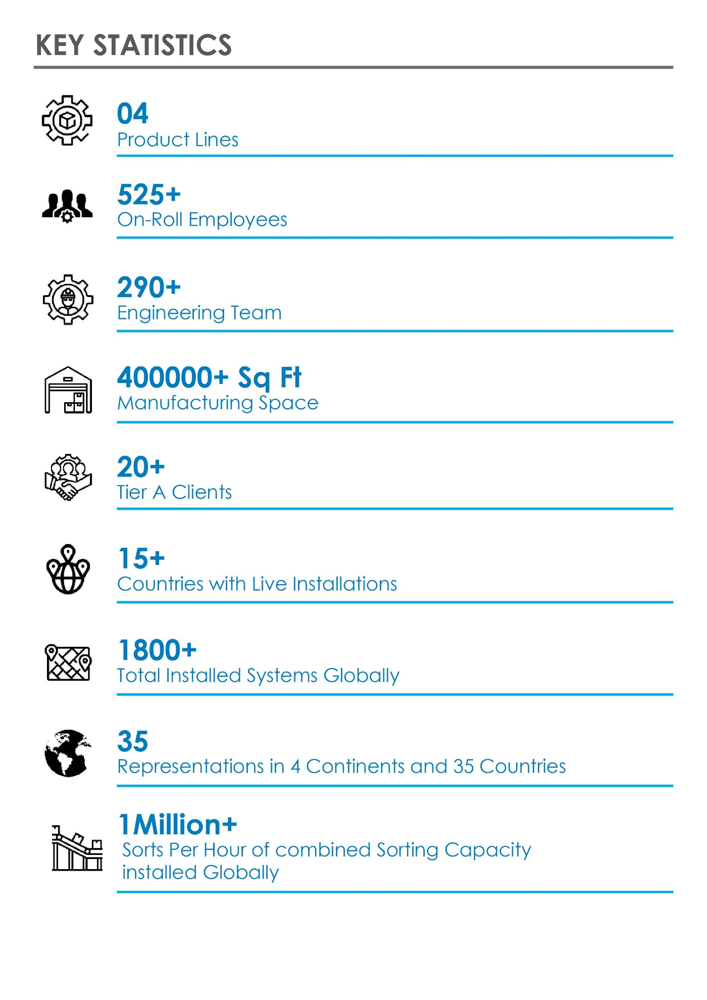 KEY STATISTICS
04
Product Lines
525+
On-Roll Employees
290+
Engineering Team
400000+ Sq Ft
Manufacturing Space
20+
Tier A Clients
15+
Countries with Live Installations
1800+
Total Installed Systems Globally
35
Representations in 4 Continents and 35 Countries
1Million+
Sorts Per Hour of combined Sorting Capacity
installed Globally